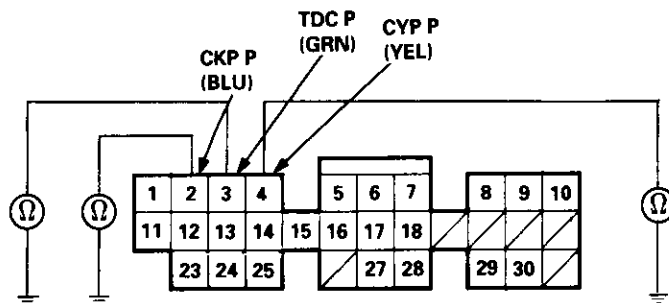 TDC P
(GRN)
CYP P
(YEL)
CKP P
(BLU)
Ω
Ω
Ω
1 2 3 4 5 6 7 8 9 10
11 12 13 14 15 16 17 18
23 24 25 27 28 29 30